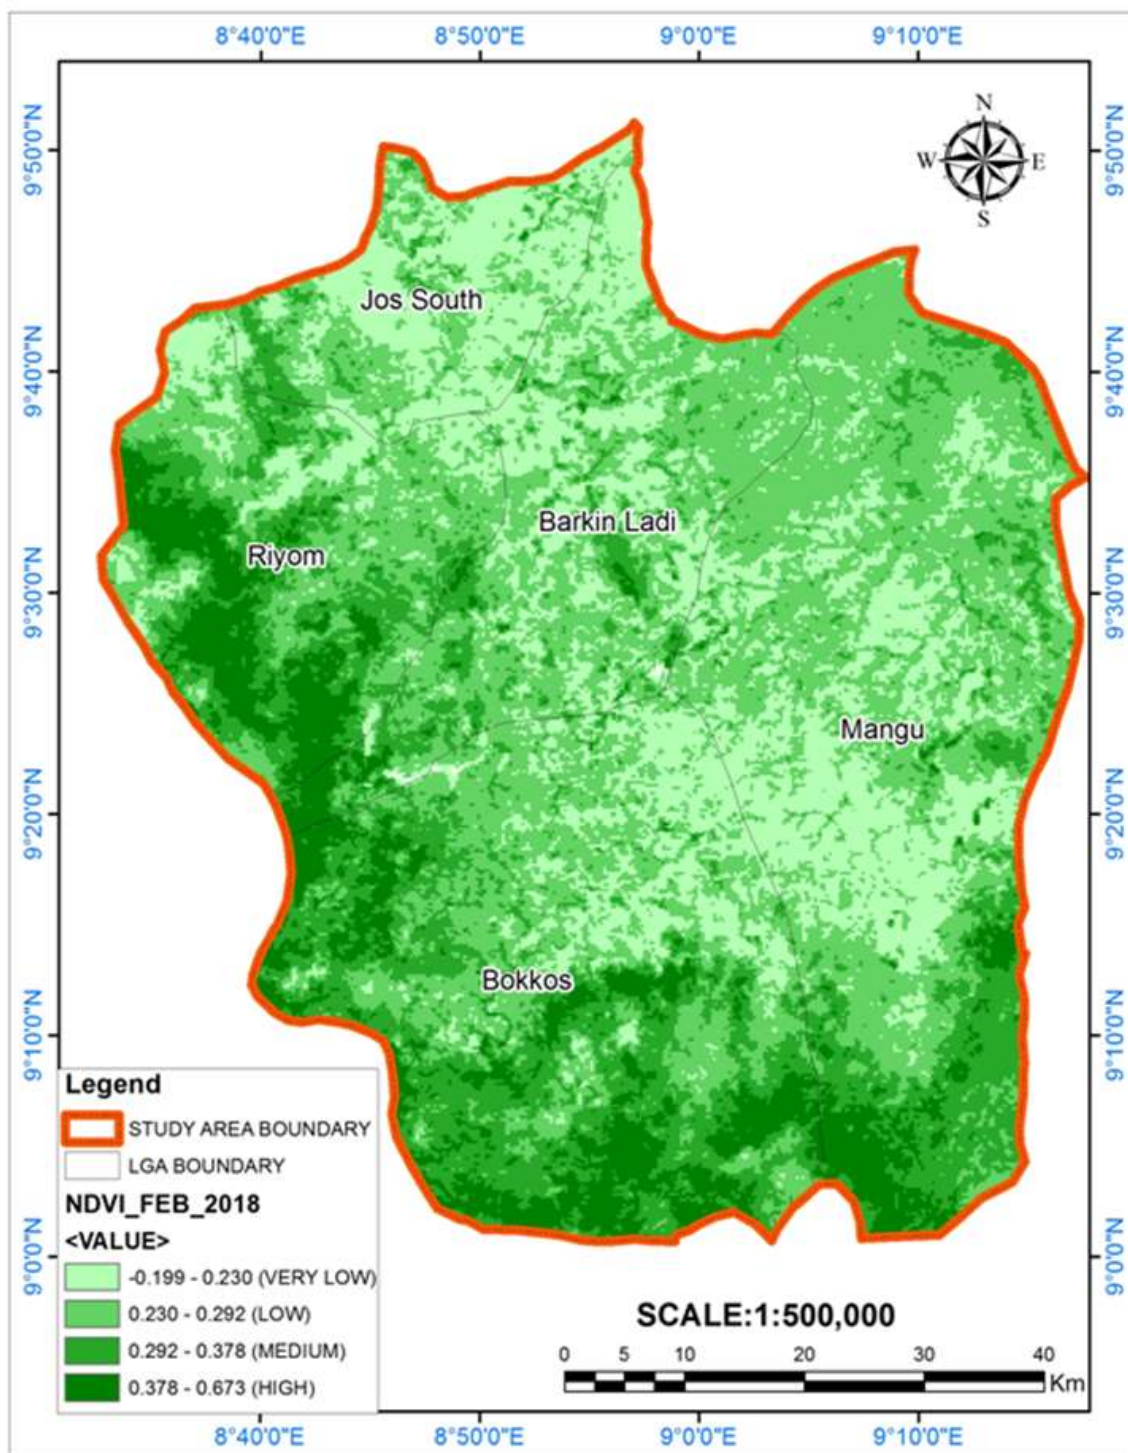 8°40'0"E 8°50'0"E 9°0'0"E 9°10'0"E
N
W E
S
9°50'0"N 9°50'0"N
Jos South
9°40'0"N 9°40'0"N
Barkin Ladi
Riyom
9°30'0"N 9°30'0"N
Mangu
9°20'0"N 9°20'0"N
Bokkos
9°10'0"N 9°10'0"N
Legend
STUDY AREA BOUNDARY
LGA BOUNDARY
NDVI_FEB_2018
<VALUE>
-0.199 - 0.230 (VERY LOW)
0.230 - 0.292 (LOW)
0.292 - 0.378 (MEDIUM)
0.378 - 0.673 (HIGH)
9°0'0"N 9°0'0"N
SCALE:1:500,000
0 5 10 20 30 40
Km
8°40'0"E 8°50'0"E 9°0'0"E 9°10'0"E